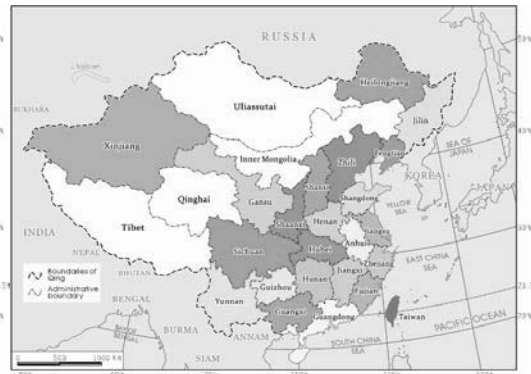 RUSSIA
L. Balkhash
Heilongjiang
Uliassutai
BUKHARA
Jilin
Xinjiang
SEA OF
JAPAN
Inner Mongolia
Zhili
Fengtian
KOREA
JAPAN
Shanxi
Qinghai
Gansu
Shandong
YELLOW
SEA
INDIA
Tibet
Shaanxi
Henan
Jiangsu
Anhui
NEPAL
Sichuan
Hubei
Zhejiang
EAST CHINA
SEA
BHUTAN
Boundaries of
Qing
Administrative
boundary
Hunan
Jiangxi
Guizhou
Fujian
Yunnan
BENGAL
Guangxi
Guangdong
Taiwan
BURMA
ANNAM
PACIFIC OCEAN
SOUTH CHINA
SEA
SIAM
0 500 1000 Km